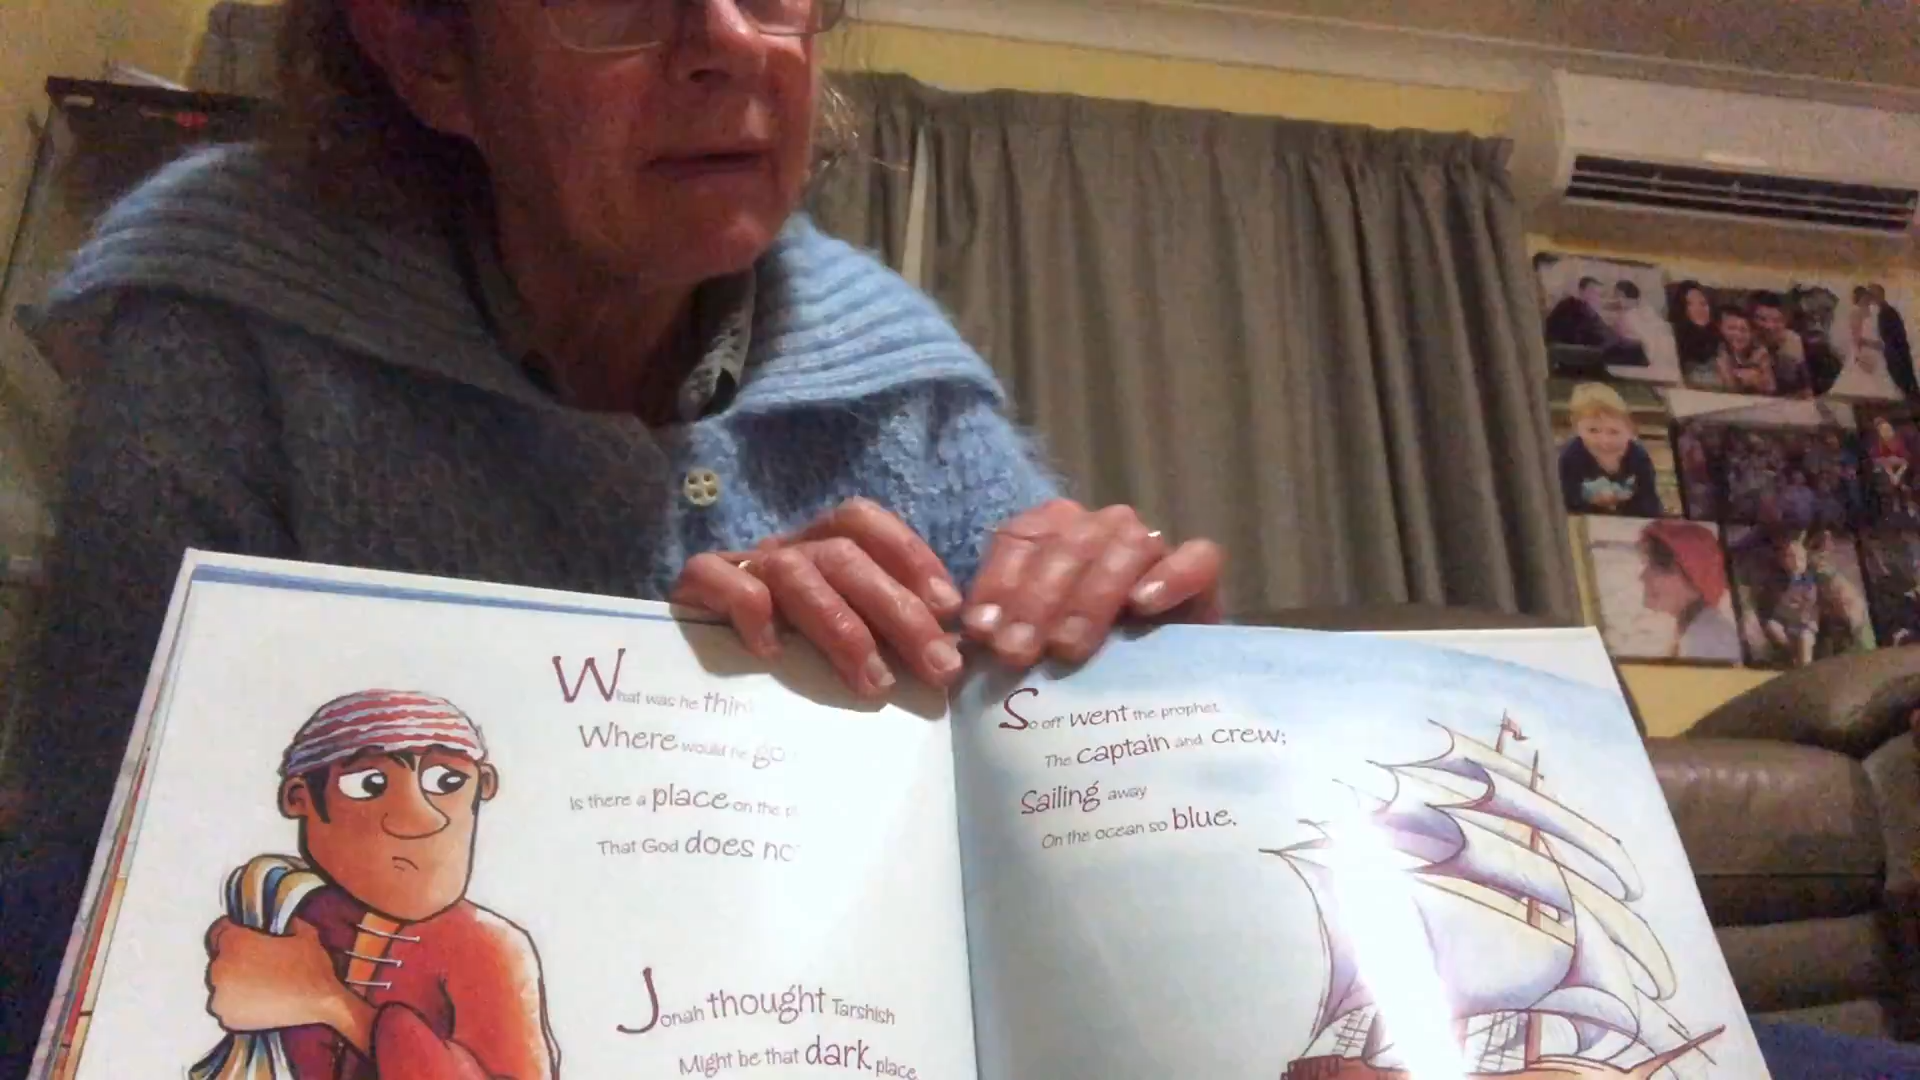 What was he
Where would he go
Is there a place on the
That God does
Jonah thought Tarshish
Might be that dark place
So off went the prophet
The captain and crew;
Sailing away
On the ocean so blue.